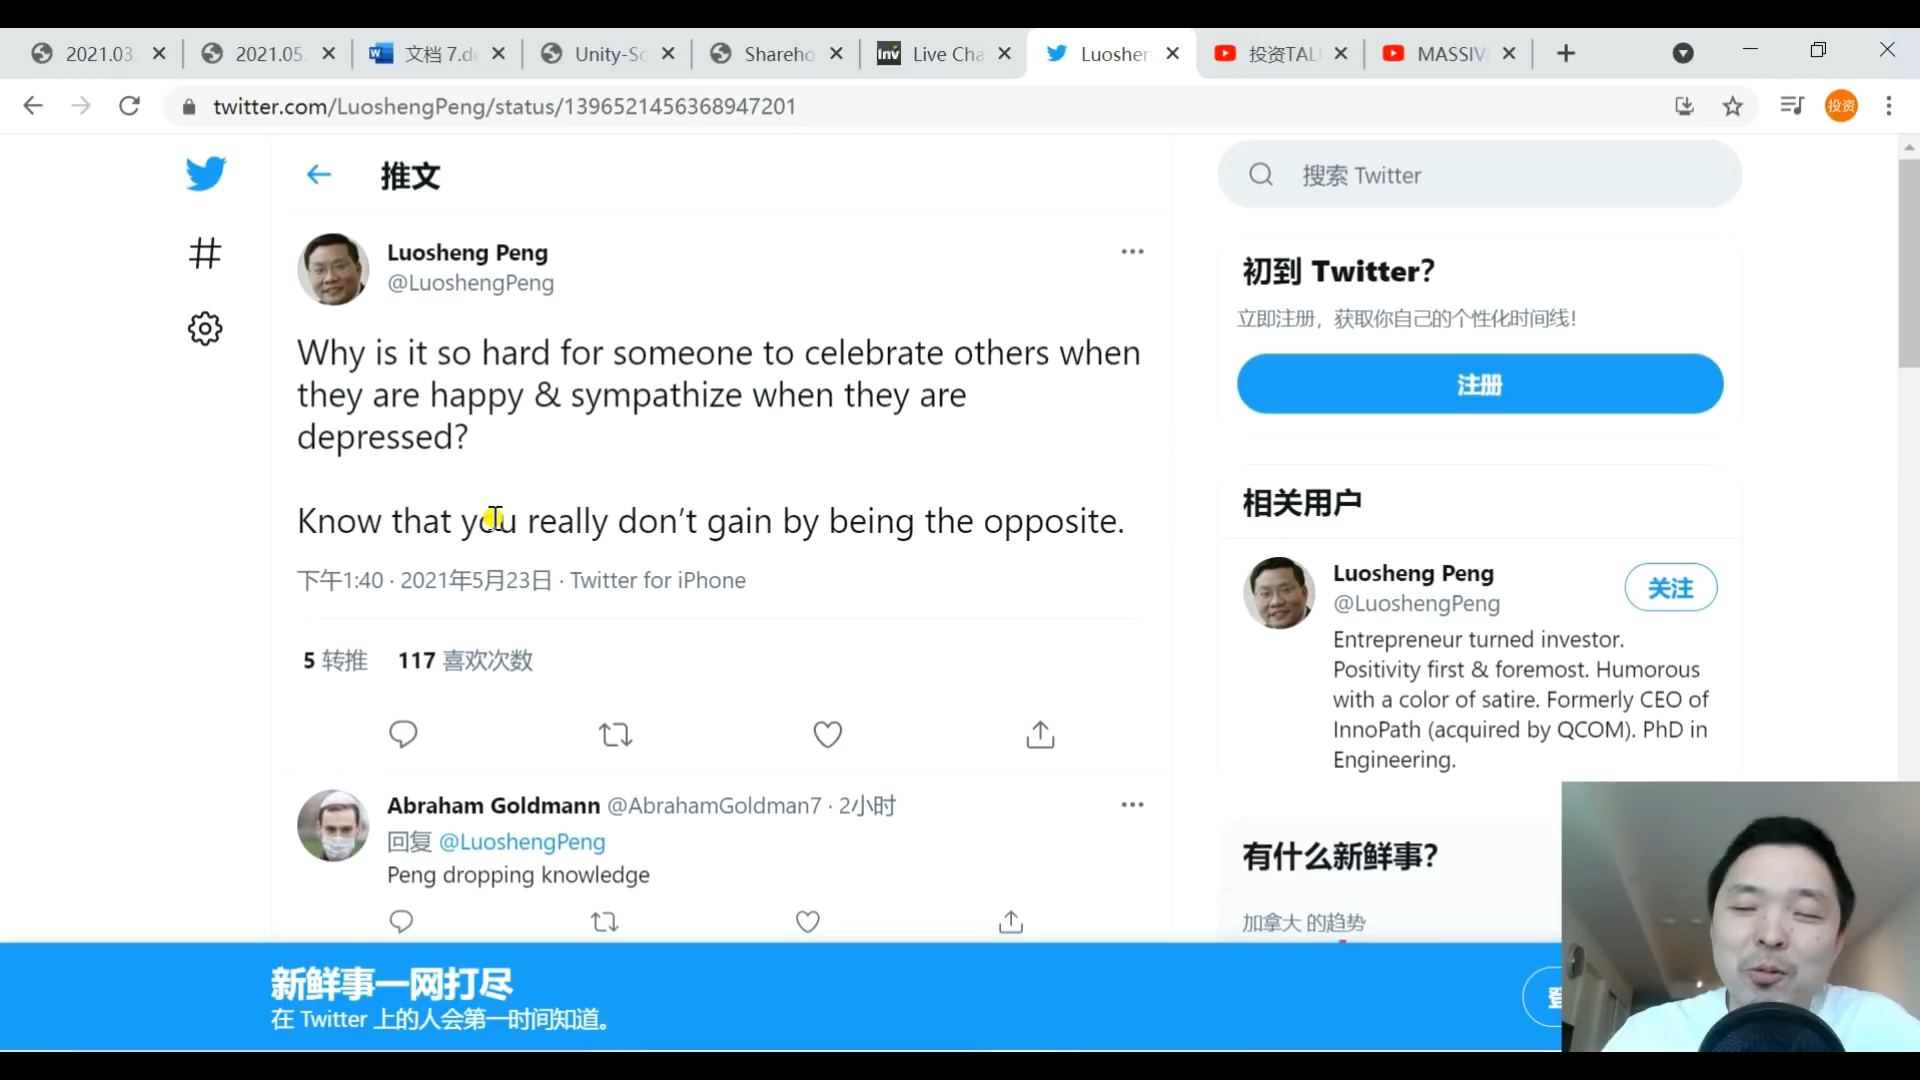 2021.03
2021.05
文档 7.d
Unity-So
Shareho
Inv
Live Cha
Luoshen
投资TAL
MASSIV
twitter.com/LuoshengPeng/status/1396521456368947201
投资
推文
搜索 Twitter
Luosheng Peng
@LuoshengPeng
Why is it so hard for someone to celebrate others when
they are happy & sympathize when they are
depressed?
Know that you really don’t gain by being the opposite.
下午1:40 · 2021年5月23日 · Twitter for iPhone
5 转推 117 喜欢次数
Abraham Goldmann @AbrahamGoldman7 · 2小时
回复 @LuoshengPeng
Peng dropping knowledge
初到 Twitter？
立即注册，获取你自己的个性化时间线！
注册
相关用户
Luosheng Peng
@LuoshengPeng
关注
Entrepreneur turned investor.
Positivity first & foremost. Humorous
with a color of satire. Formerly CEO of
InnoPath (acquired by QCOM). PhD in
Engineering.
有什么新鲜事？
加拿大 的趋势
新鲜事一网打尽
在 Twitter 上的人会第一时间知道。